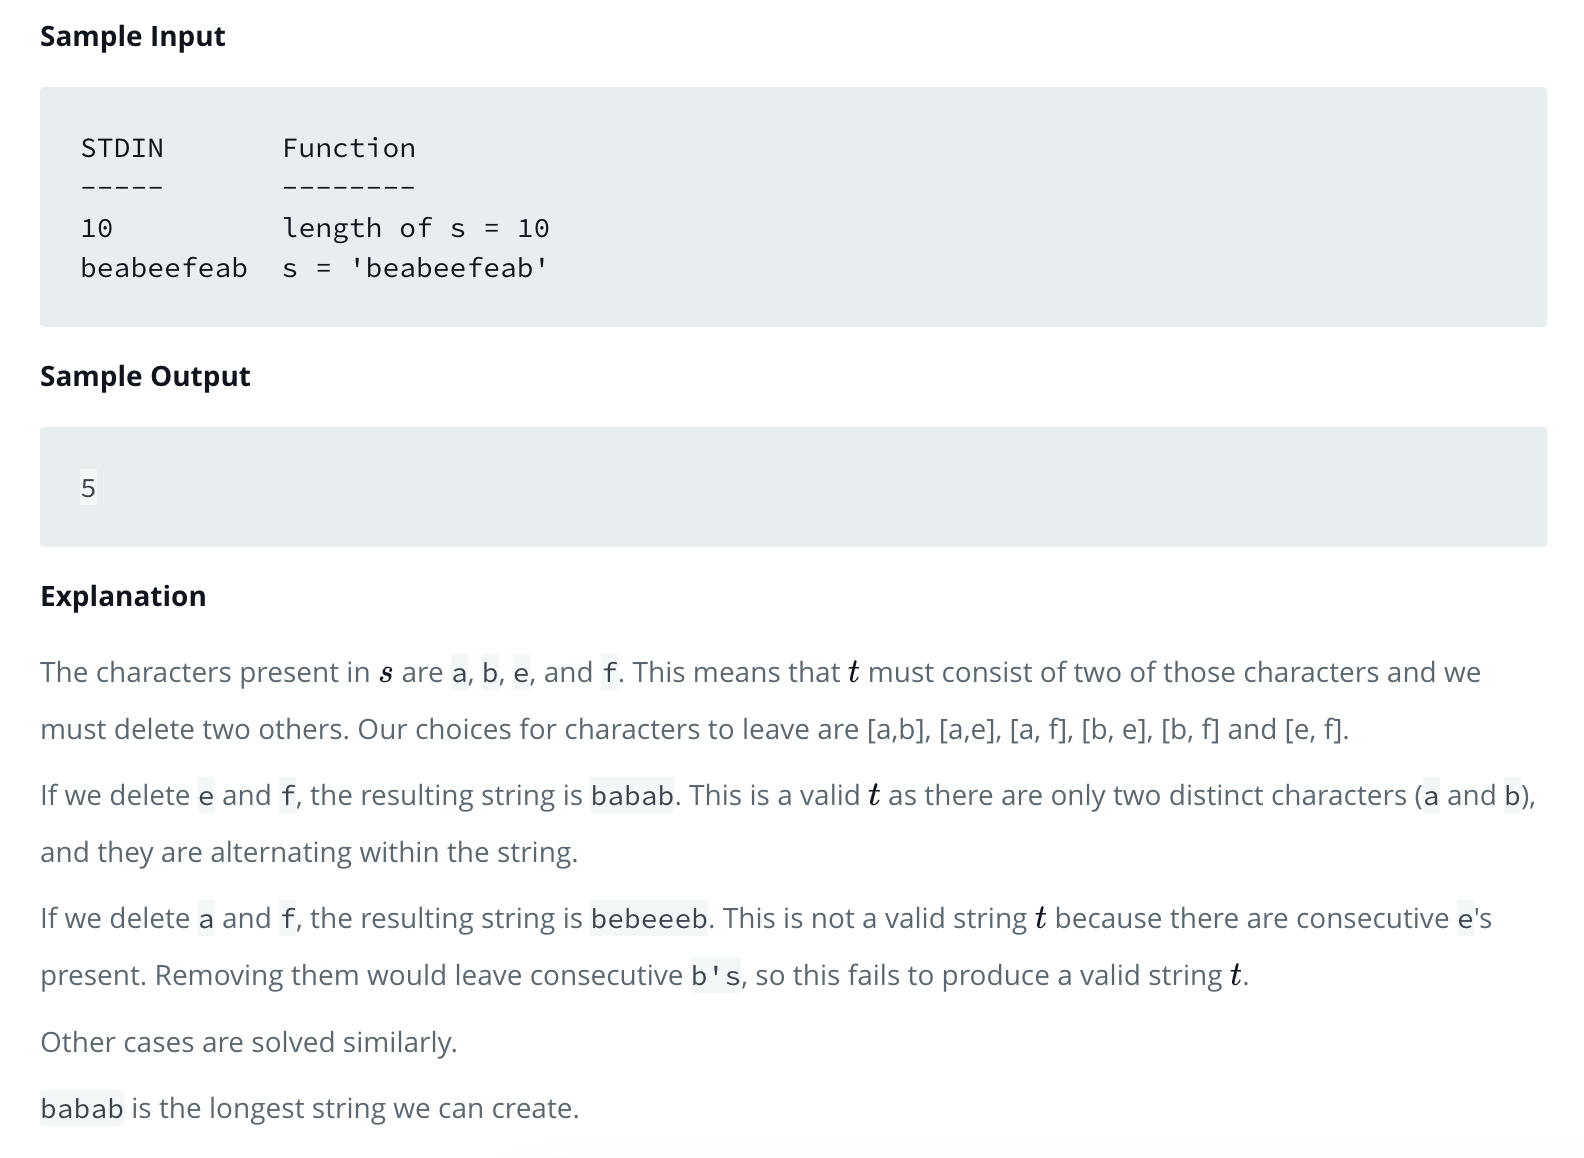 Sample Input
STDIN       Function
-----       --------
10          length of s = 10
beabeefeab  s = 'beabeefeab'
Sample Output
5
Explanation
The characters present in s are a, b, e, and f. This means that t must consist of two of those characters and we
must delete two others. Our choices for characters to leave are [a,b], [a,e], [a, f], [b, e], [b, f] and [e, f].
If we delete e and f, the resulting string is babab. This is a valid t as there are only two distinct characters (a and b),
and they are alternating within the string.
If we delete a and f, the resulting string is bebeeeb. This is not a valid string t because there are consecutive e's
present. Removing them would leave consecutive b's, so this fails to produce a valid string t.
Other cases are solved similarly.
babab is the longest string we can create.